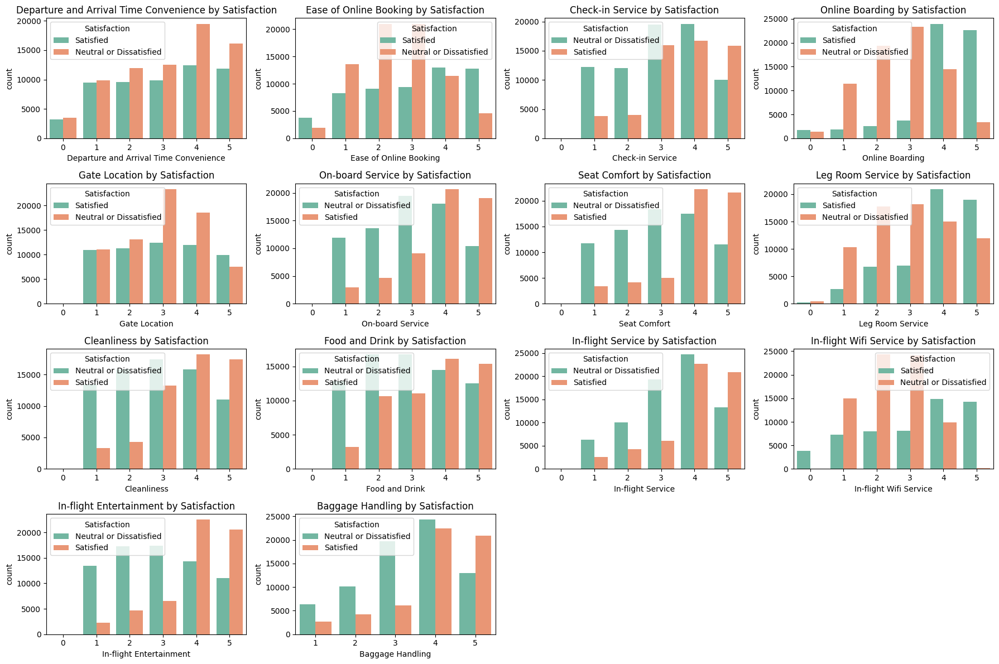 Departure and Arrival Time Convenience by Satisfaction
Satisfaction
Satisfied
Neutral or Dissatisfied
20000
15000
10000
5000
0
count
0 1 2 3 4 5
Departure and Arrival Time Convenience
Ease of Online Booking by Satisfaction
Satisfaction
Satisfied
Neutral or Dissatisfied
20000
15000
10000
5000
0
count
0 1 2 3 4 5
Ease of Online Booking
Check-in Service by Satisfaction
Satisfaction
Neutral or Dissatisfied
Satisfied
20000
15000
10000
5000
0
count
0 1 2 3 4 5
Check-in Service
Online Boarding by Satisfaction
Satisfaction
Satisfied
Neutral or Dissatisfied
25000
20000
15000
10000
5000
0
count
0 1 2 3 4 5
Online Boarding
Gate Location by Satisfaction
Satisfaction
Satisfied
Neutral or Dissatisfied
20000
15000
10000
5000
0
count
0 1 2 3 4 5
Gate Location
On-board Service by Satisfaction
Satisfaction
Neutral or Dissatisfied
Satisfied
20000
15000
10000
5000
0
count
0 1 2 3 4 5
On-board Service
Seat Comfort by Satisfaction
Satisfaction
Neutral or Dissatisfied
Satisfied
20000
15000
10000
5000
0
count
0 1 2 3 4 5
Seat Comfort
Leg Room Service by Satisfaction
Satisfaction
Satisfied
Neutral or Dissatisfied
20000
15000
10000
5000
0
count
0 1 2 3 4 5
Leg Room Service
Cleanliness by Satisfaction
Satisfaction
Neutral or Dissatisfied
Satisfied
15000
10000
5000
0
count
0 1 2 3 4 5
Cleanliness
Food and Drink by Satisfaction
Satisfaction
Neutral or Dissatisfied
Satisfied
15000
10000
5000
0
count
0 1 2 3 4 5
Food and Drink
In-flight Service by Satisfaction
Satisfaction
Neutral or Dissatisfied
Satisfied
25000
20000
15000
10000
5000
0
count
0 1 2 3 4 5
In-flight Service
In-flight Wifi Service by Satisfaction
Satisfaction
Satisfied
Neutral or Dissatisfied
25000
20000
15000
10000
5000
0
count
0 1 2 3 4 5
In-flight Wifi Service
In-flight Entertainment by Satisfaction
Satisfaction
Neutral or Dissatisfied
Satisfied
20000
15000
10000
5000
0
count
0 1 2 3 4 5
In-flight Entertainment
Baggage Handling by Satisfaction
Satisfaction
Neutral or Dissatisfied
Satisfied
25000
20000
15000
10000
5000
0
count
1 2 3 4 5
Baggage Handling